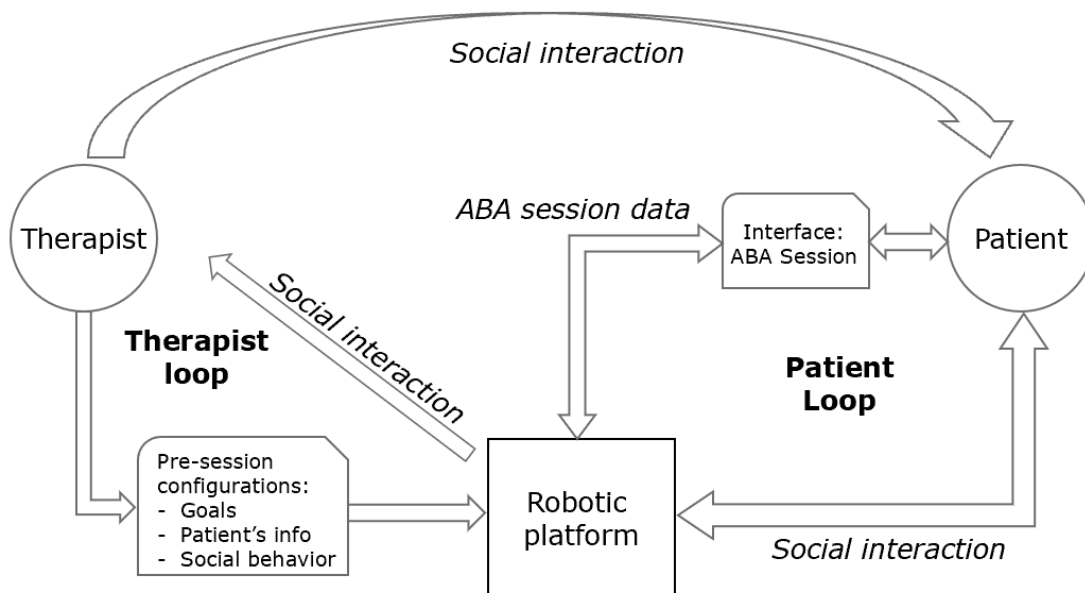 Social interaction
Therapist
ABA session data
Interface:
ABA Session
Patient
Social interaction
Therapist
loop
Patient
Loop
Pre-session
configurations:
- Goals
- Patient's info
- Social behavior
Robotic
platform
Social interaction